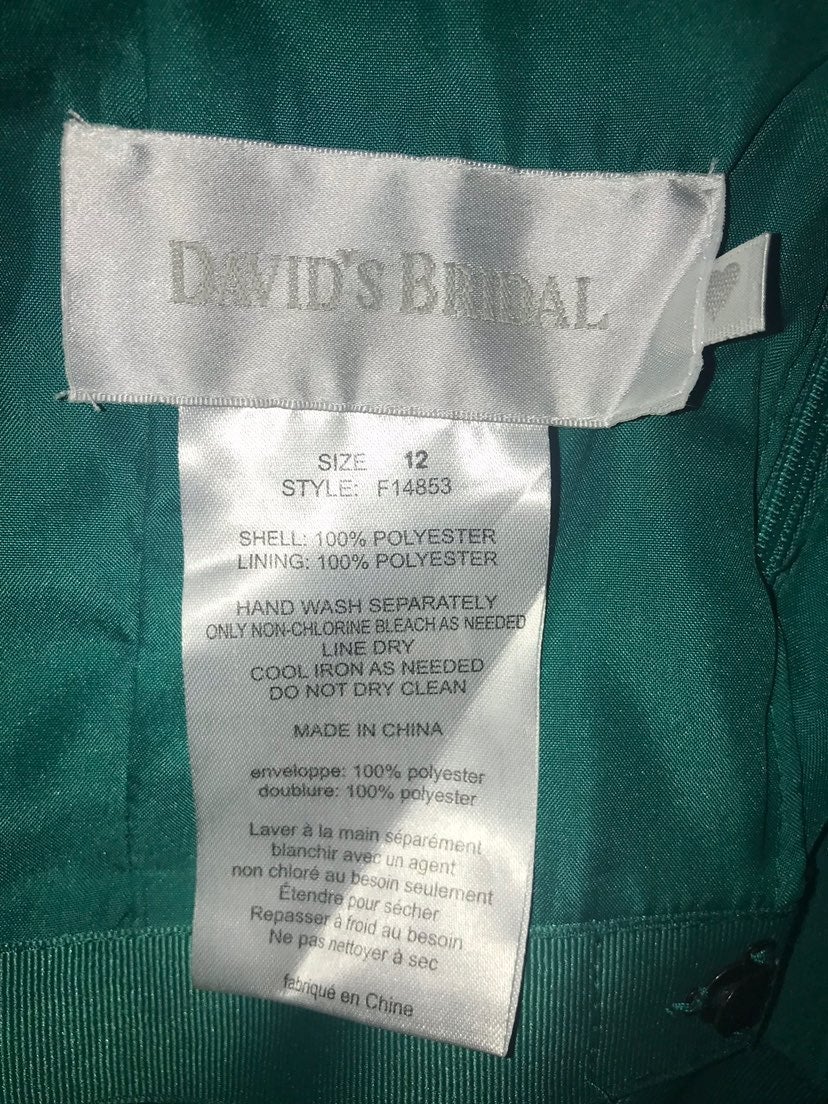 DAVID'S BRIDAL
SIZE 12
STYLE: F14853
SHELL: 100% POLYESTER
LINING: 100% POLYESTER
HAND WASH SEPARATELY
ONLY NON-CHLORINE BLEACH AS NEEDED
LINE DRY
COOL IRON AS NEEDED
DO NOT DRY CLEAN
MADE IN CHINA
enveloppe: 100% polyester
doublure: 100% polyester
Laver à la main séparément
blanchir avec un agent
non chloré au besoin seulement
Étendre pour sécher
Repasser à froid au besoin
Ne pas nettoyer à sec
fabriqué en Chine